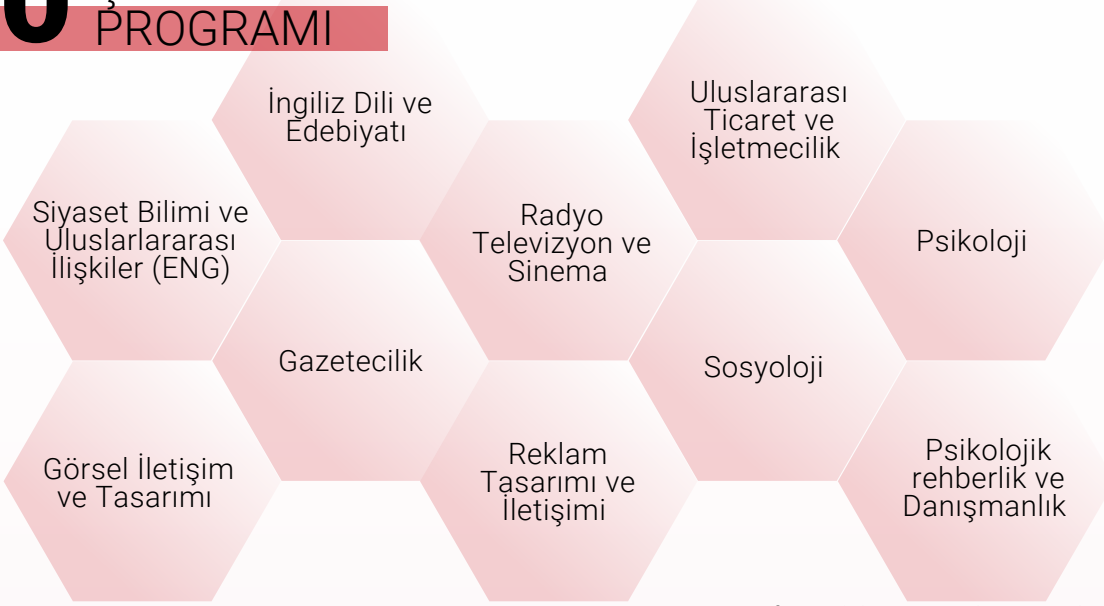 PROGRAMI
İngiliz Dili ve
Edebiyatı
Uluslararası
Ticaret ve
İşletmecilik
Siyaset Bilimi ve
Uluslarlararası
İlişkiler (ENG)
Radyo
Televizyon ve
Sinema
Psikoloji
Gazetecilik
Sosyoloji
Görsel İletişim
ve Tasarımı
Reklam
Tasarımı ve
İletişimi
Psikolojik
rehberlik ve
Danışmanlık